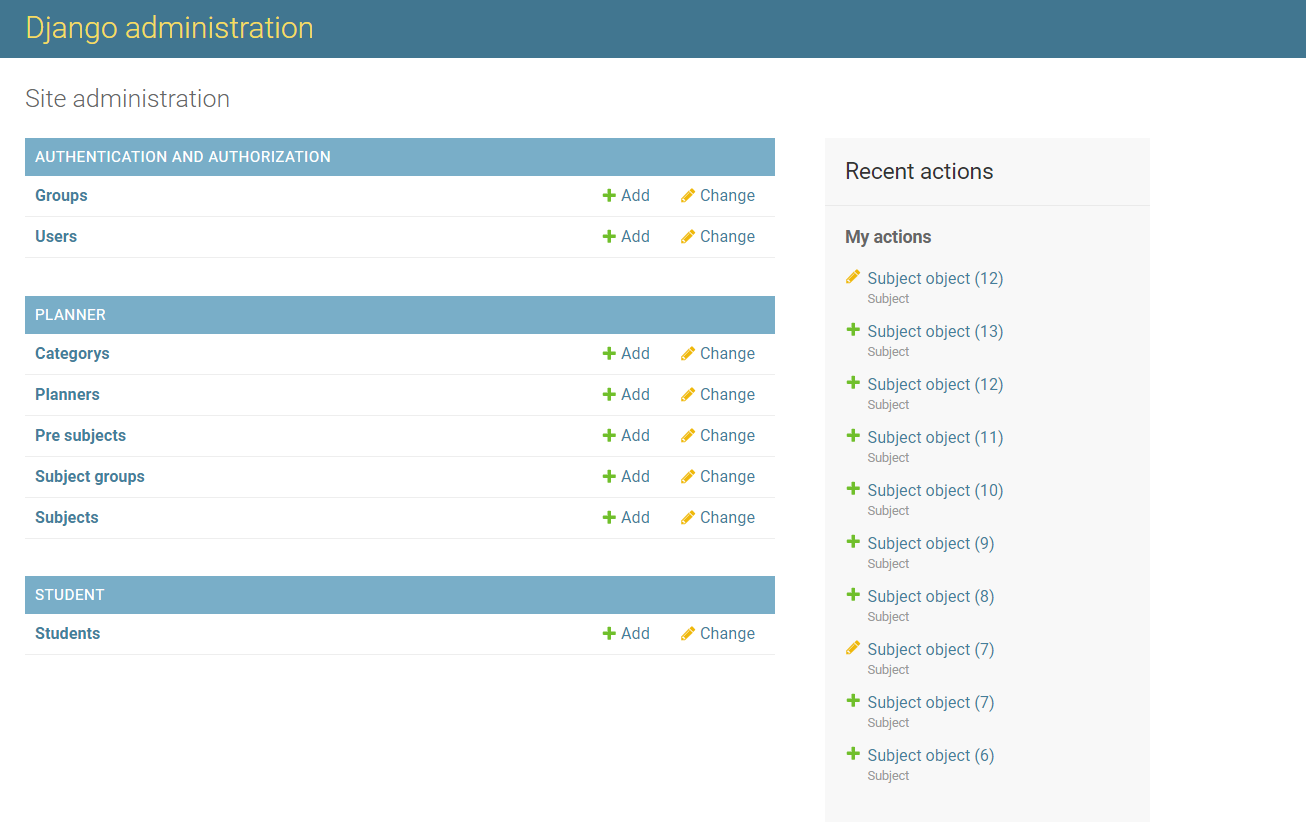 Django administration
Site administration
AUTHENTICATION AND AUTHORIZATION
Groups Add Change
Users Add Change
PLANNER
Categorys Add Change
Planners Add Change
Pre subjects Add Change
Subject groups Add Change
Subjects Add Change
STUDENT
Students Add Change
Recent actions
My actions
Subject object (12)
Subject
Subject object (13)
Subject
Subject object (12)
Subject
Subject object (11)
Subject
Subject object (10)
Subject
Subject object (9)
Subject
Subject object (8)
Subject
Subject object (7)
Subject
Subject object (7)
Subject
Subject object (6)
Subject